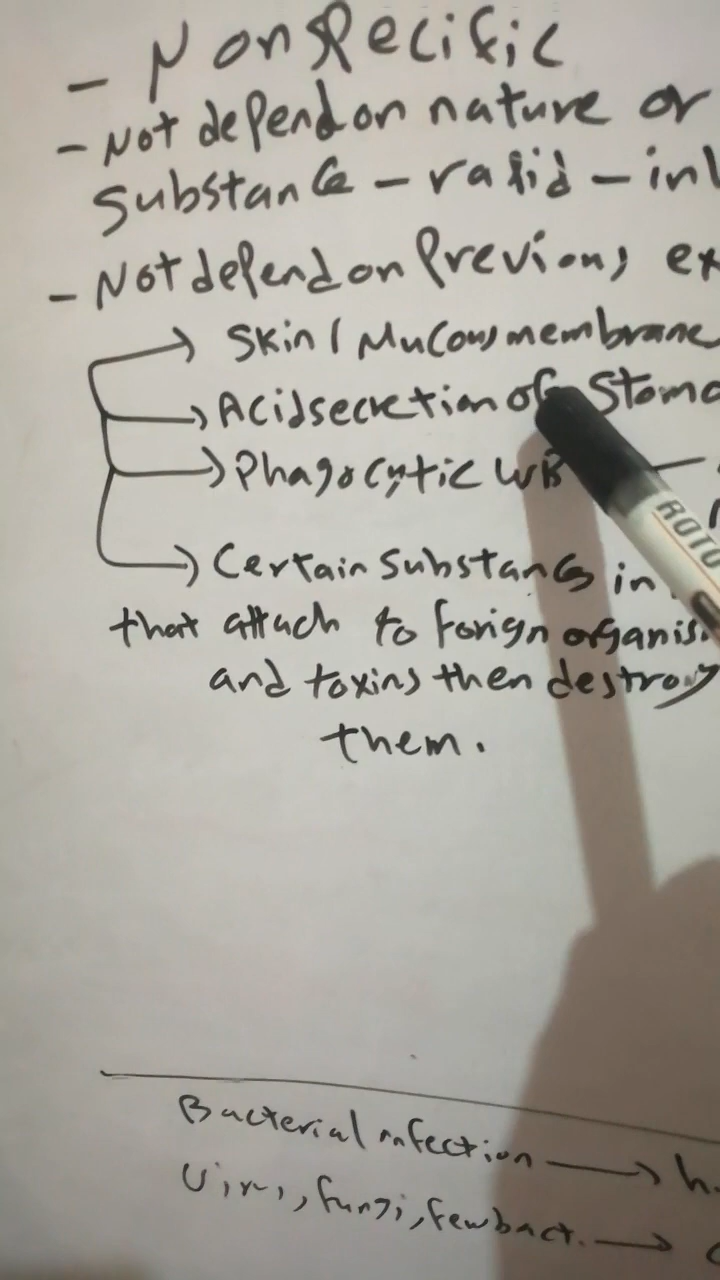 - Nonspecific
- Not depend on nature or
substance - rapid - in
- Not depend on previous ex
Skin / Mucous membrane
Acid secretion of Stoma
Phagocytic WB
Certain substances in
that attach to forign organis
and toxins then destroy
them.
ROTO
Bacterial infection → h
Virus, fungi, few bact. →